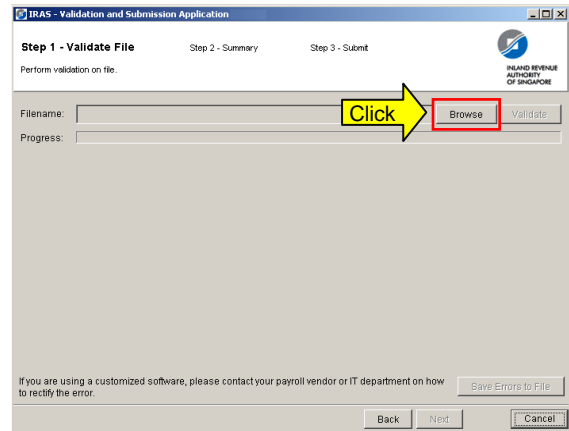 IRAS - Validation and Submission Application
Step 1 - Validate File Step 2 - Summary Step 3 - Submit
Perform validation on file.
INLAND REVENUE
AUTHORITY
OF SINGAPORE
Filename: Click Browse Validate
Progress:
If you are using a customized software, please contact your payroll vendor or IT department on how
to rectify the error.
Save Errors to File
Back Next Cancel